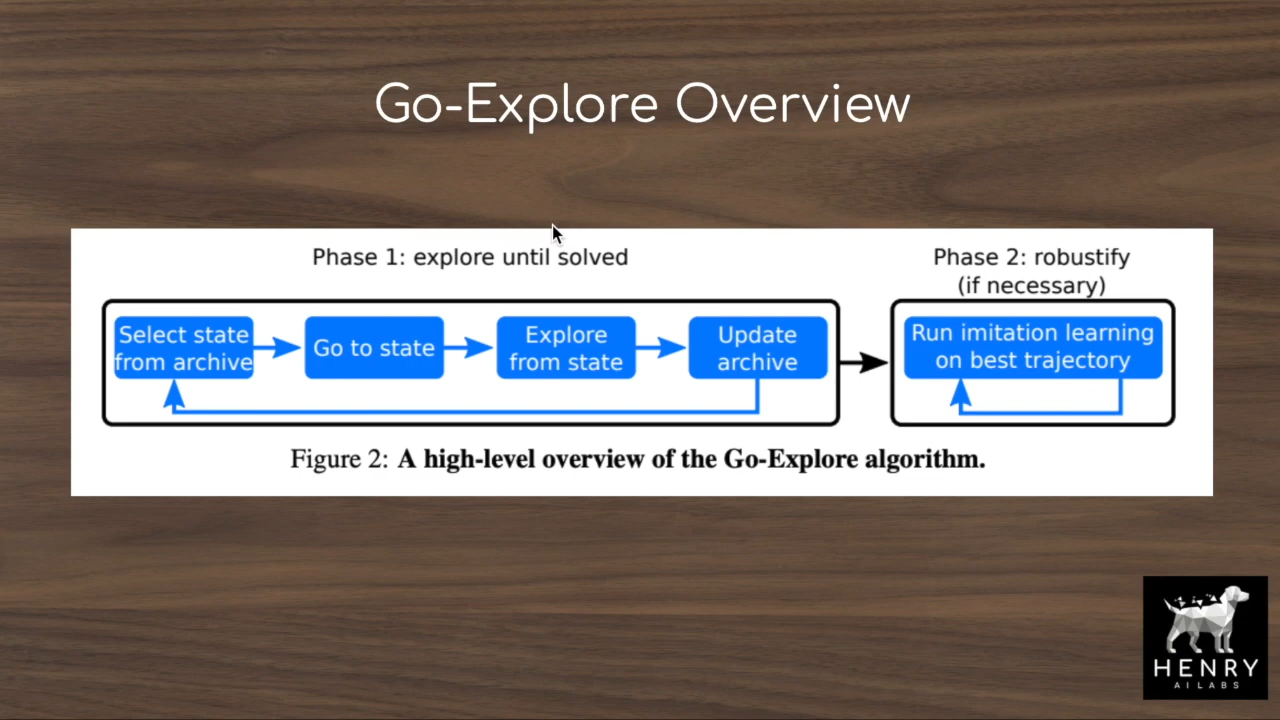 Go-Explore Overview
Phase 1: explore until solved
Phase 2: robustify
(if necessary)
Select state
from archive
Go to state
Explore
from state
Update
archive
Run imitation learning
on best trajectory
Figure 2: A high-level overview of the Go-Explore algorithm.
HENRY
AI LABS